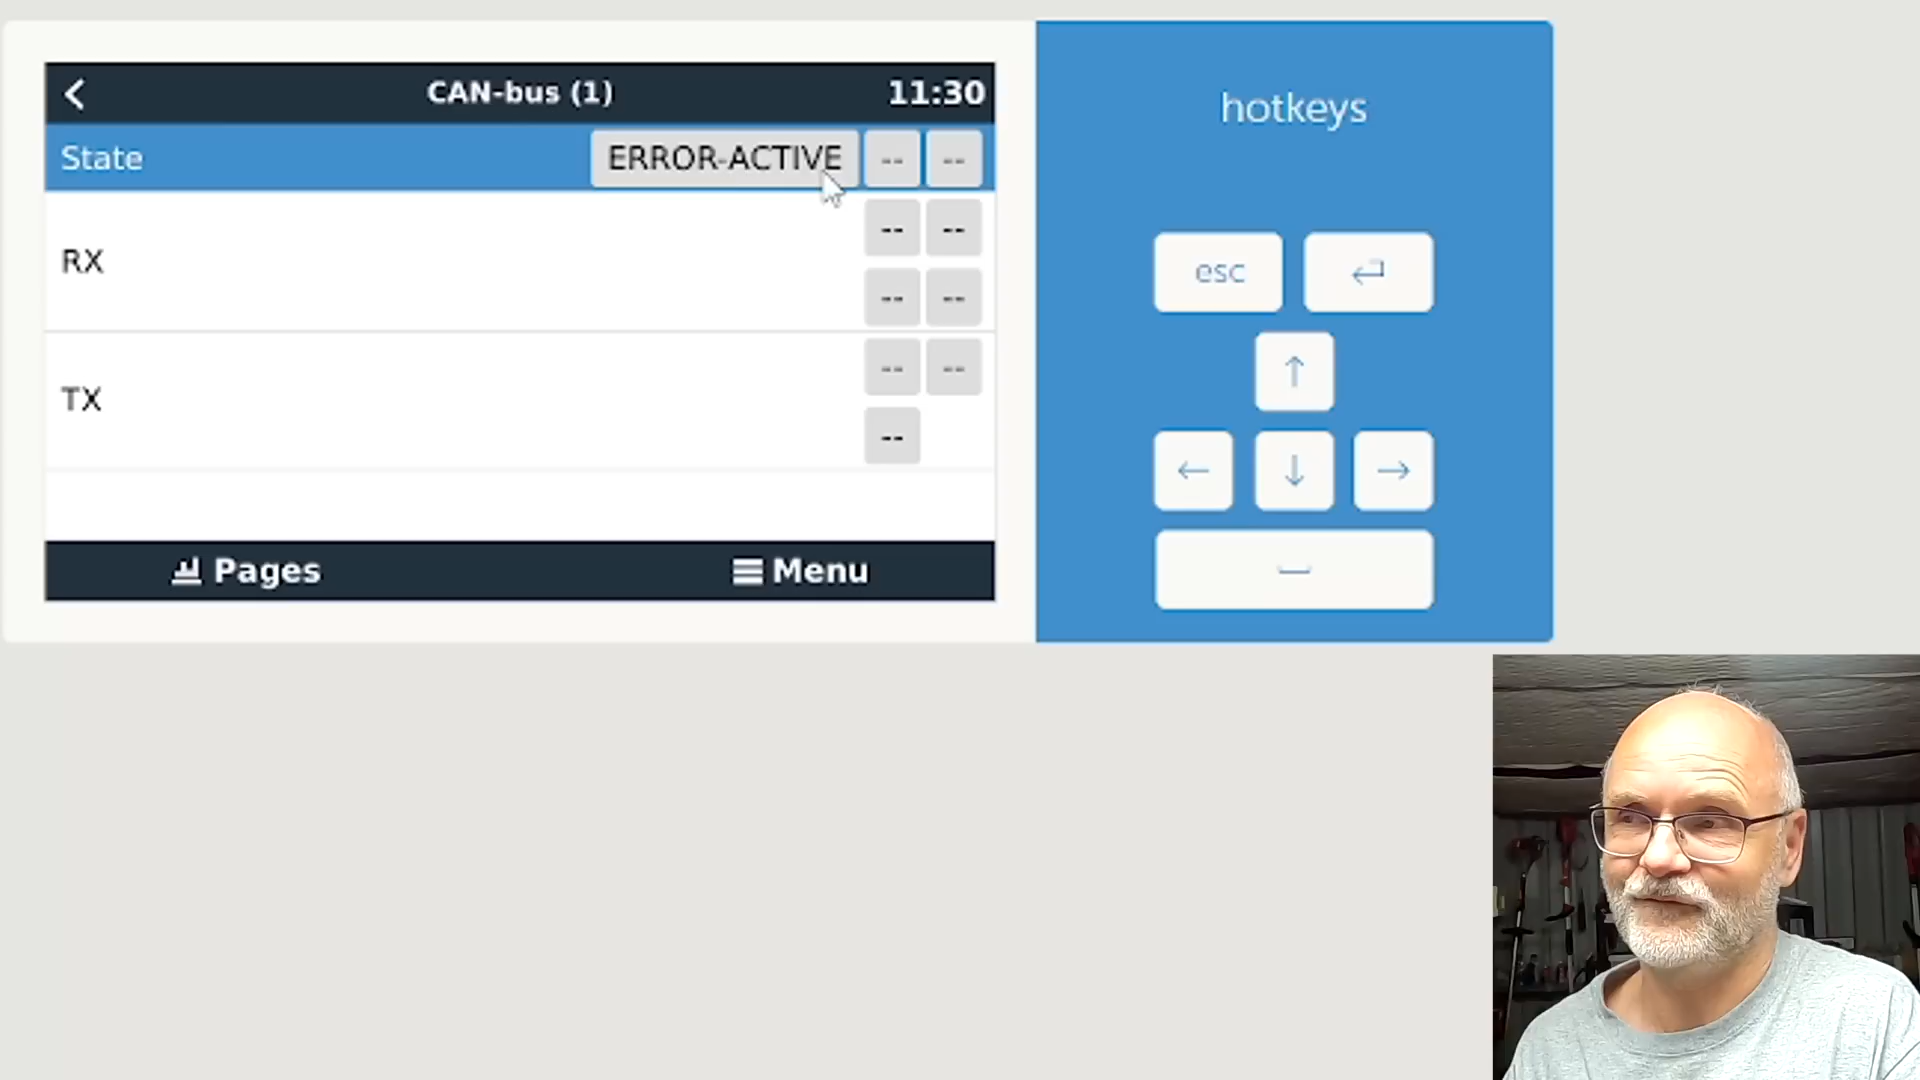 CAN-bus (1) 11:30
State ERROR-ACTIVE -- --
RX -- --
-- --
TX -- --
--
Pages Menu
hotkeys
esc